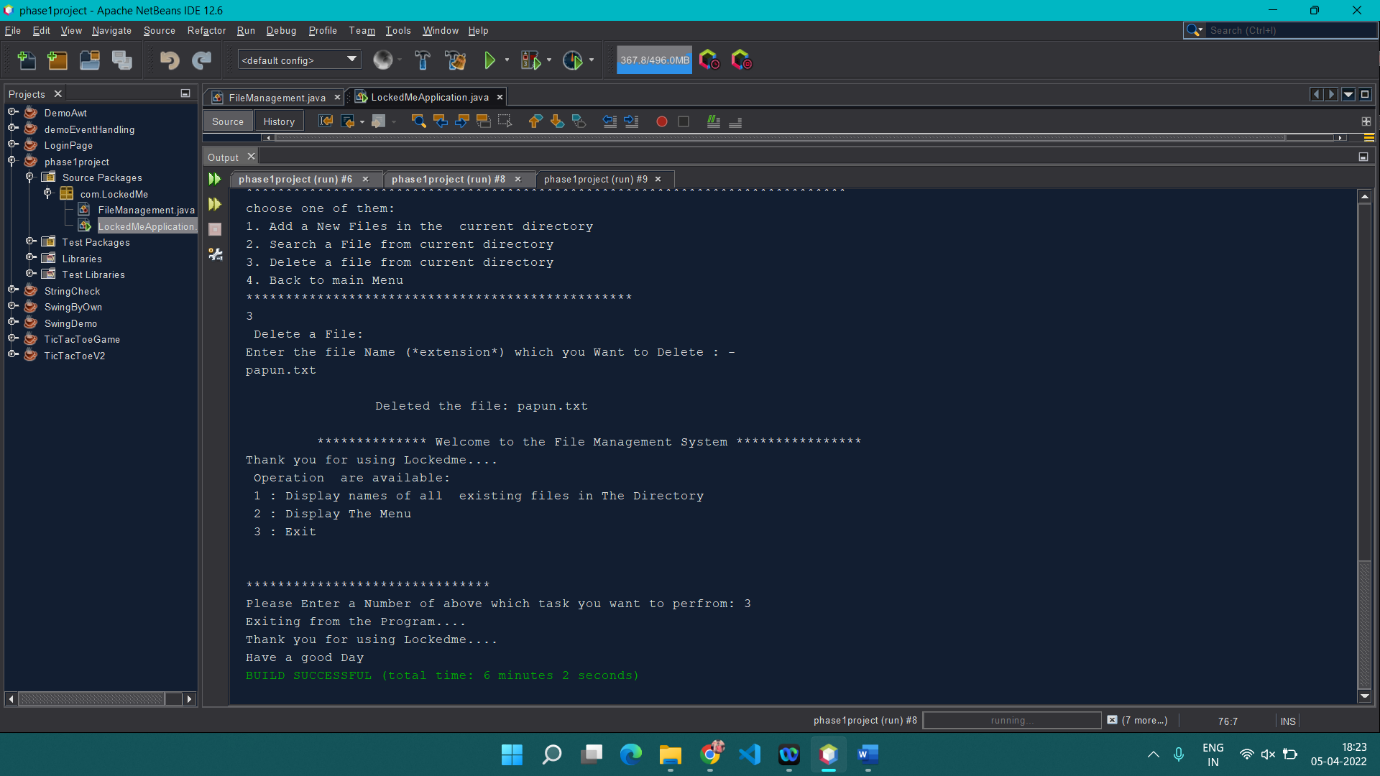 phase1project - Apache NetBeans IDE 12.6
File Edit View Navigate Source Refactor Run Debug Profile Team Tools Window Help
Search (Ctrl+I)
<default config>
367.8/496.0MB
Projects
DemoAwt
demoEventHandling
LoginPage
phase1project
Source Packages
com.LockedMe
FileManagement.java
LockedMeApplication.
Test Packages
Libraries
Test Libraries
StringCheck
SwingByOwn
SwingDemo
TicTacToeGame
TicTacToeV2
FileManagement.java
LockedMeApplication.java
Source History
Output
phase1project (run) #6
phase1project (run) #8
phase1project (run) #9
choose one of them:
1. Add a New Files in the  current directory
2. Search a File from current directory
3. Delete a file from current directory
4. Back to main Menu
*************************************************
3
Delete a File:
Enter the file Name (*extension*) which you Want to Delete : -
papun.txt
Deleted the file: papun.txt
************** Welcome to the File Management System ****************
Thank you for using Lockedme....
Operation  are available:
1 : Display names of all  existing files in The Directory
2 : Display The Menu
3 : Exit
*******************************
Please Enter a Number of above which task you want to perfrom: 3
Exiting from the Program....
Thank you for using Lockedme....
Have a good Day
BUILD SUCCESSFUL (total time: 6 minutes 2 seconds)
phase1project (run) #8
running...
(7 more...)
76:7
INS
ENG
IN
18:23
05-04-2022